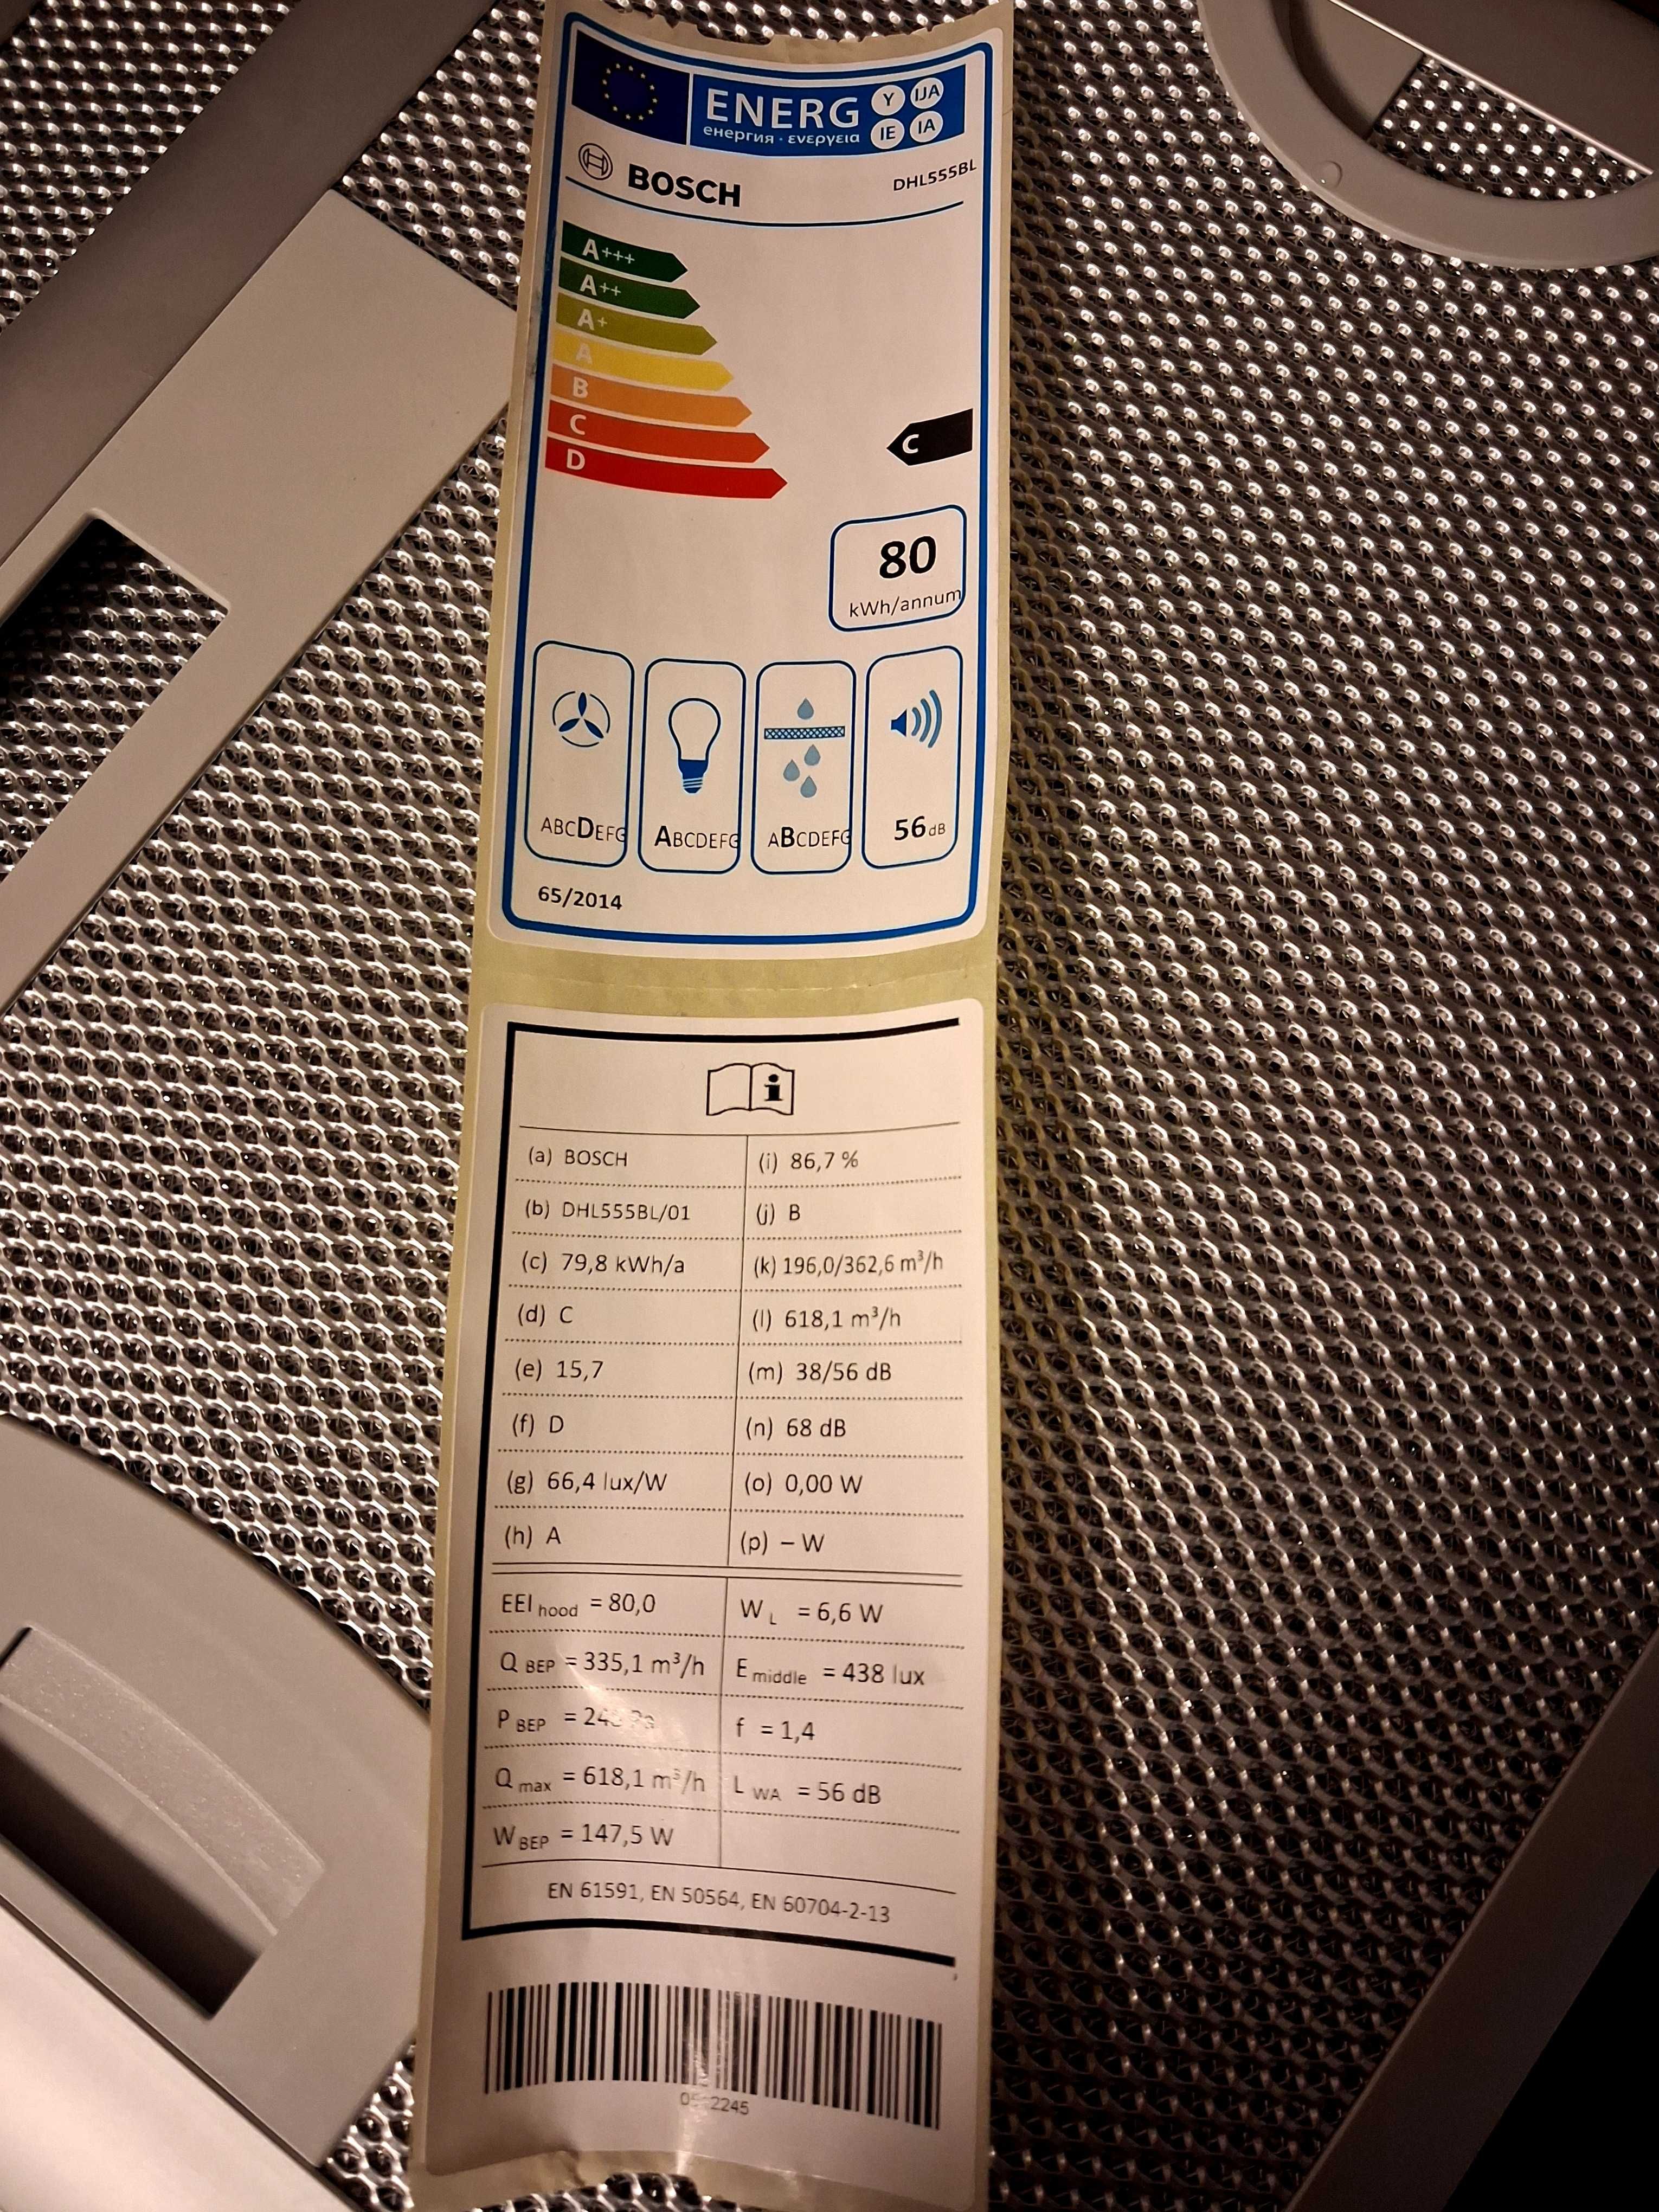 ENERG
енергия · ενεργεια
Y IJA
IE IA
BOSCH
DHL555BL
A+++
A++
A+
A
B
C
D
C
80
kWh/annum
ABCDEFG
ABCDEFG
ABCDEFG
56 dB
65/2014
i
(a) BOSCH
(i) 86,7 %
(b) DHL555BL/01
(j) B
(c) 79,8 kWh/a
(k) 196,0/362,6 m³/h
(d) C
(l) 618,1 m³/h
(e) 15,7
(m) 38/56 dB
(f) D
(n) 68 dB
(g) 66,4 lux/W
(o) 0,00 W
(h) A
(p) – W
EEI hood = 80,0
W L = 6,6 W
Q BEP = 335,1 m³/h
E middle = 438 lux
P BEP = Pa
f = 1,4
Q max = 618,1 m³/h
L WA = 56 dB
W BEP = 147,5 W
EN 61591, EN 50564, EN 60704-2-13